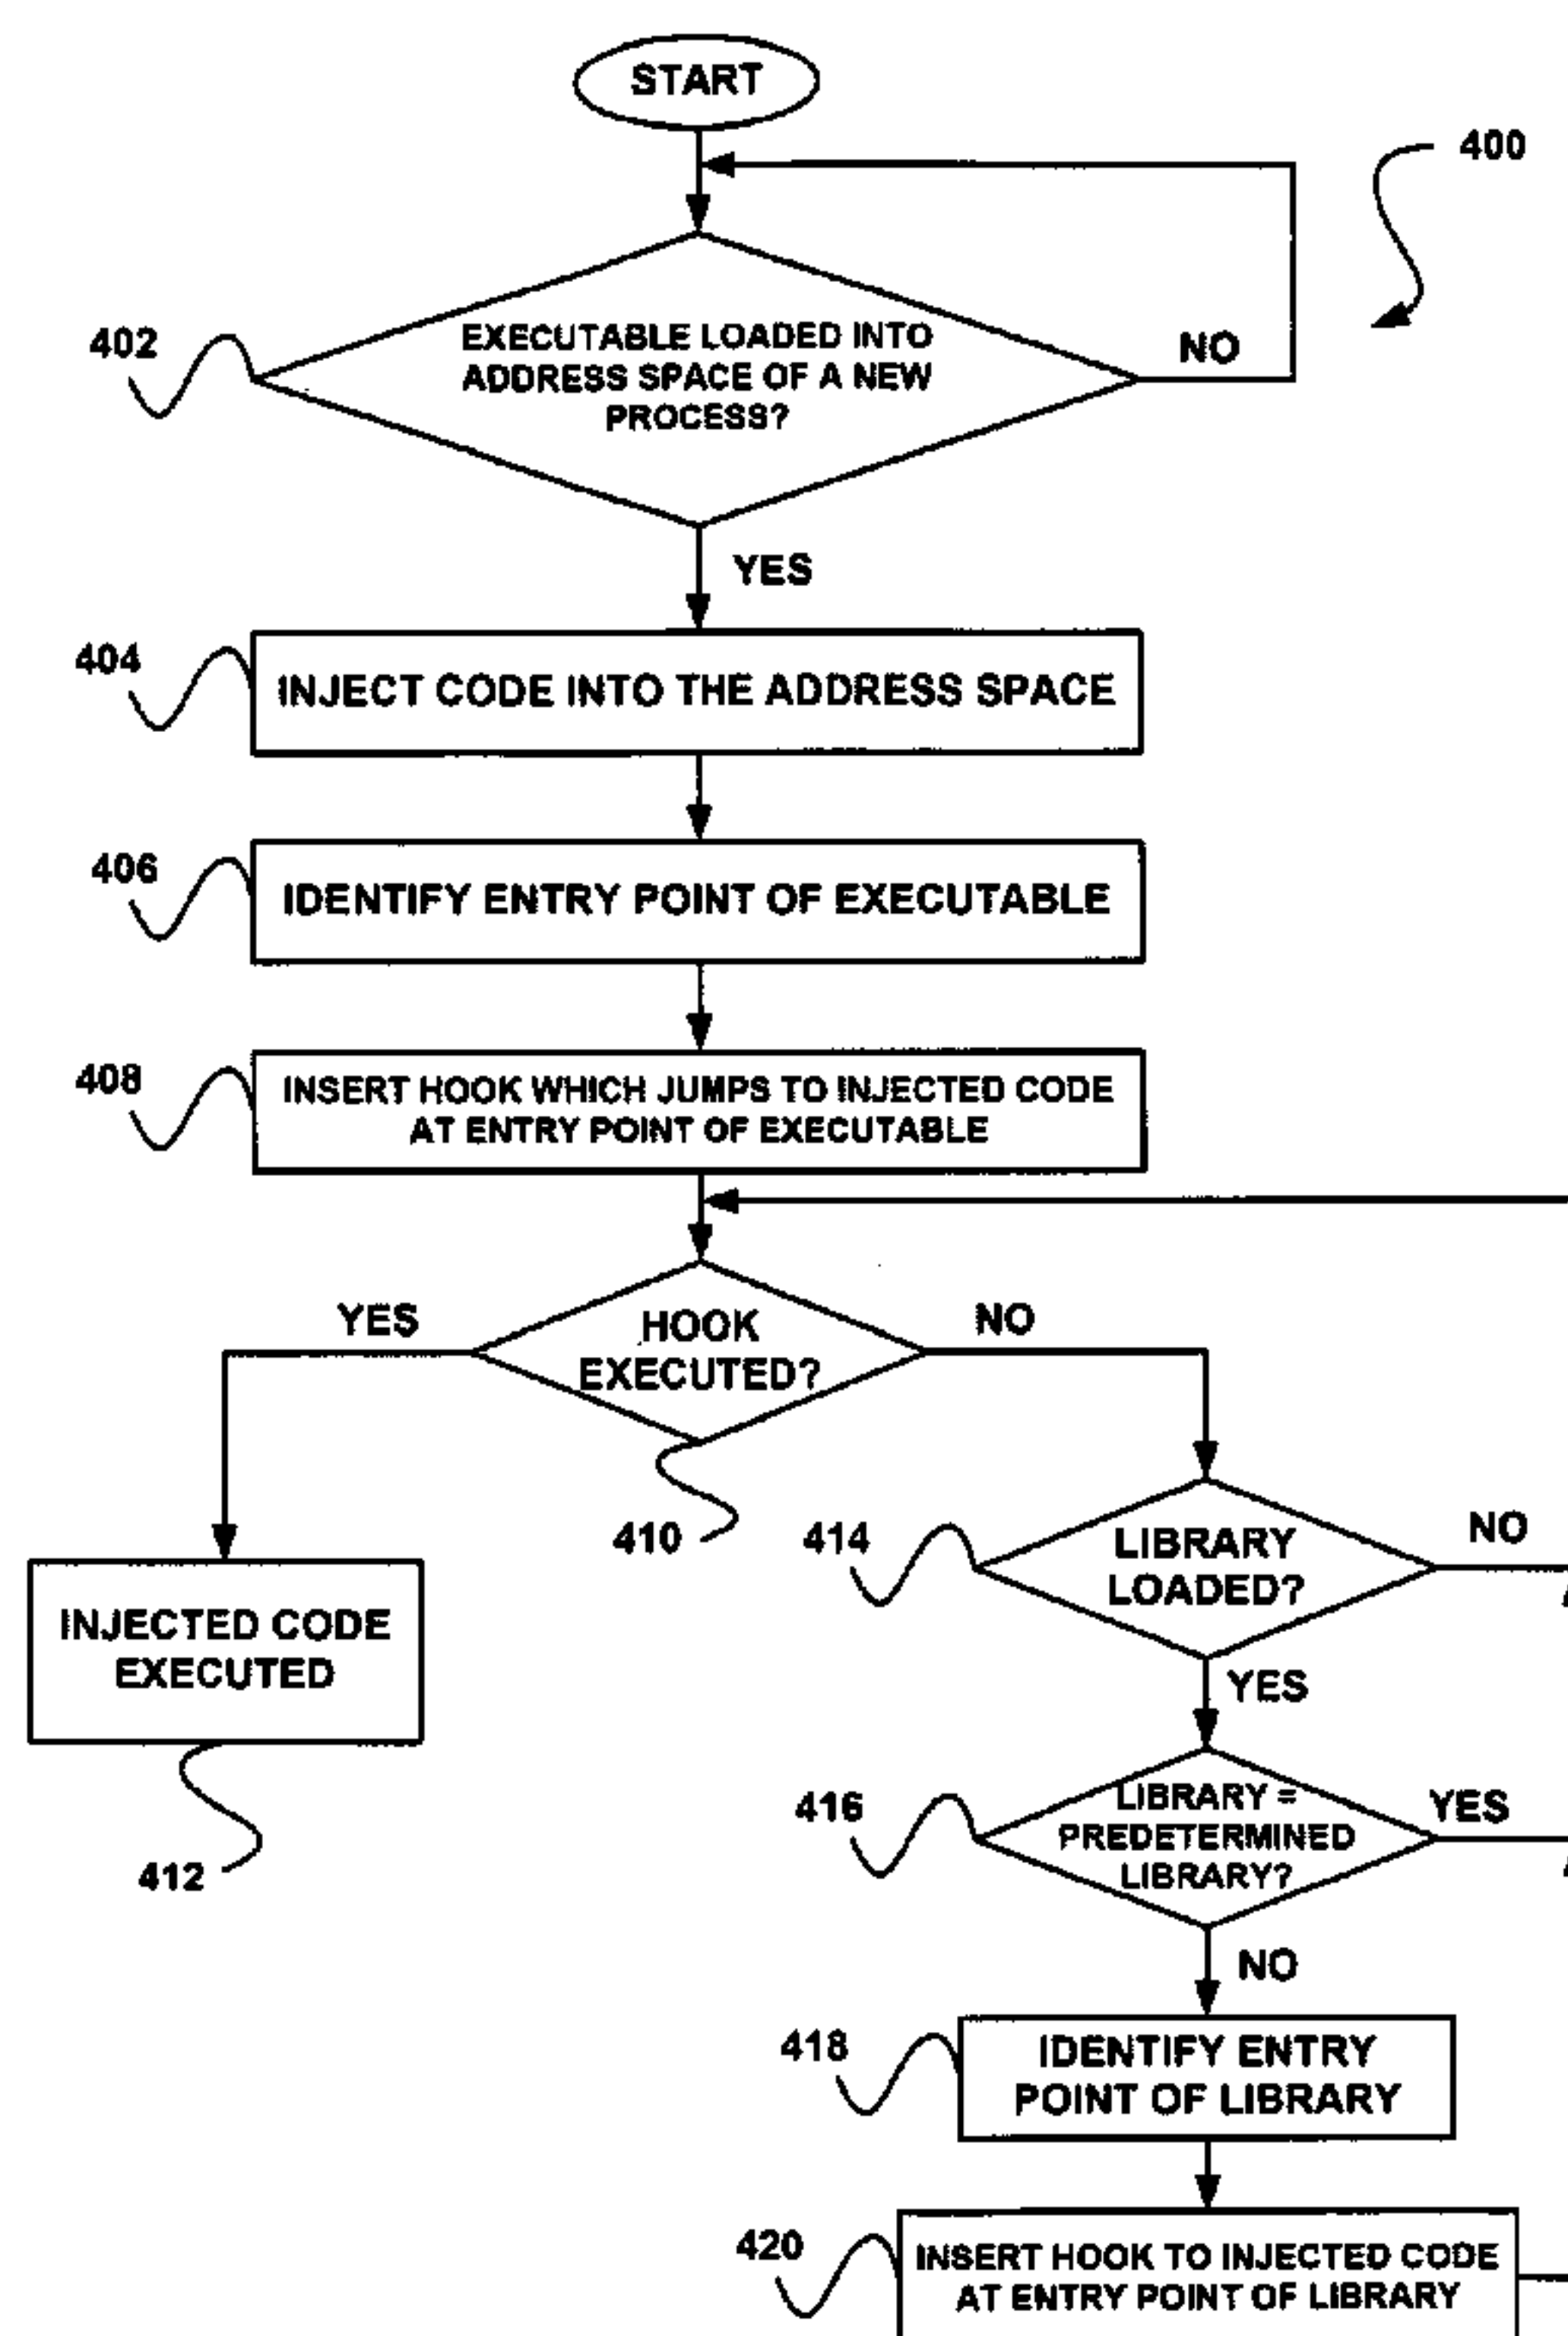 START
400
402
EXECUTABLE LOADED INTO
ADDRESS SPACE OF A NEW
PROCESS?
NO
YES
404
INJECT CODE INTO THE ADDRESS SPACE
406
IDENTIFY ENTRY POINT OF EXECUTABLE
408
INSERT HOOK WHICH JUMPS TO INJECTED CODE
AT ENTRY POINT OF EXECUTABLE
YES
HOOK
EXECUTED?
NO
410
INJECTED CODE
EXECUTED
412
414
LIBRARY
LOADED?
NO
YES
416
LIBRARY =
PREDETERMINED
LIBRARY?
YES
NO
418
IDENTIFY ENTRY
POINT OF LIBRARY
420
INSERT HOOK TO INJECTED CODE
AT ENTRY POINT OF LIBRARY